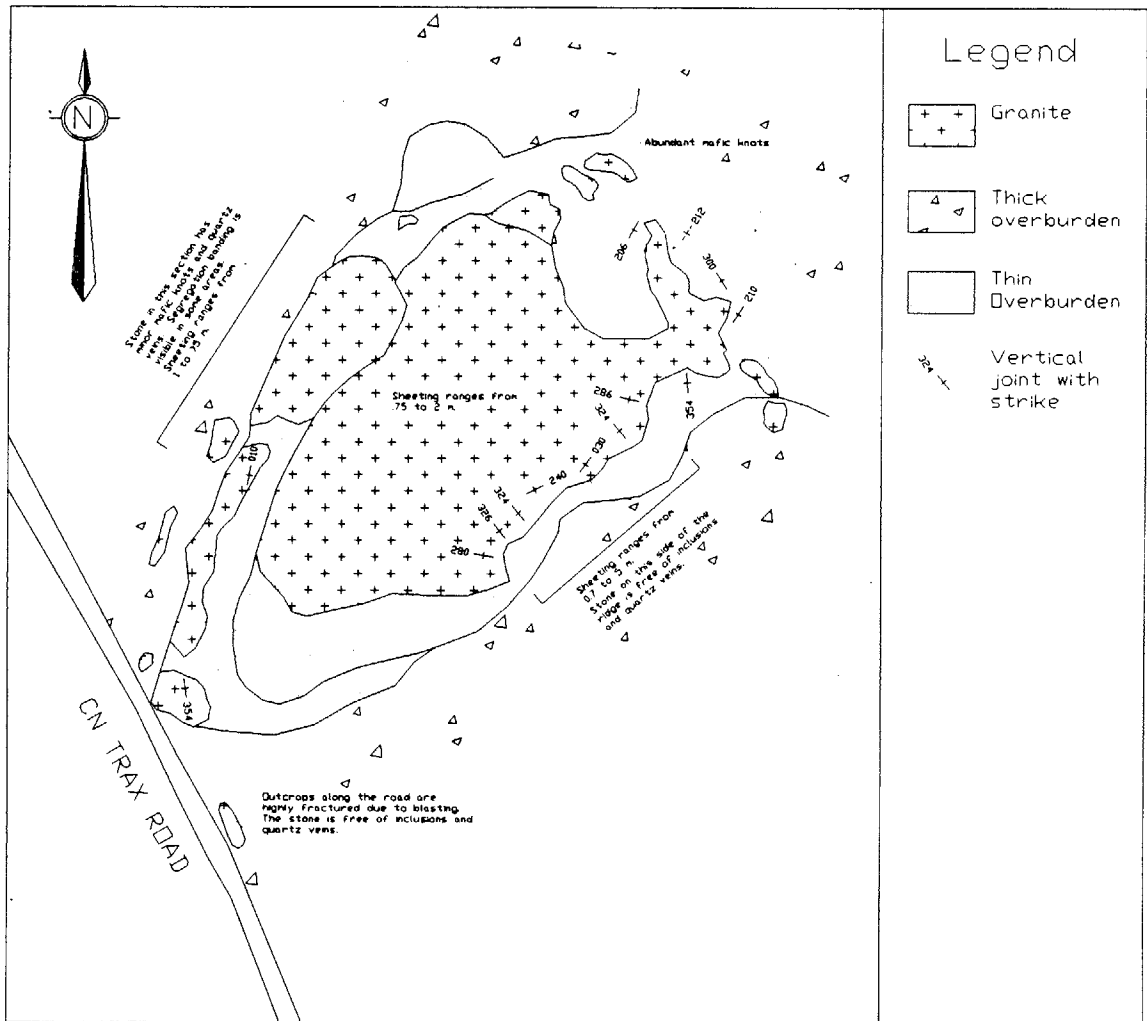 N
Abundant mafic knots
Stone in this section has
minor mafic knots and quartz
veins. Segregation banding is
visible in some areas.
Sheeting ranges from
1 to >5 m.
206
212
300
210
Sheeting ranges from
.75 to 2 m.
286
324
354
030
240
324
326
280
010
Sheeting ranges from
0.7 to 3 m.
Stone on this side of the
ridge is free of inclusions
and quartz veins.
354
CN TRAX ROAD
Outcrops along the road are
highly fractured due to blasting.
The stone is free of inclusions and
quartz veins.
Legend
Granite
Thick
overburden
Thin
Overburden
324
Vertical
joint with
strike